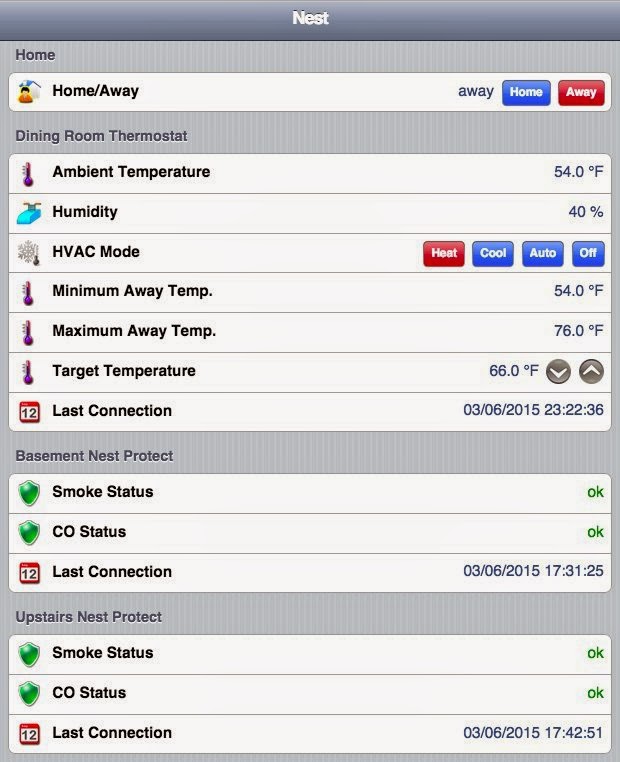 Nest
Home
Home/Away away Home Away
Dining Room Thermostat
Ambient Temperature 54.0 °F
Humidity 40 %
HVAC Mode Heat Cool Auto Off
Minimum Away Temp. 54.0 °F
Maximum Away Temp. 76.0 °F
Target Temperature 66.0 °F
12 Last Connection 03/06/2015 23:22:36
Basement Nest Protect
Smoke Status ok
CO Status ok
12 Last Connection 03/06/2015 17:31:25
Upstairs Nest Protect
Smoke Status ok
CO Status ok
12 Last Connection 03/06/2015 17:42:51